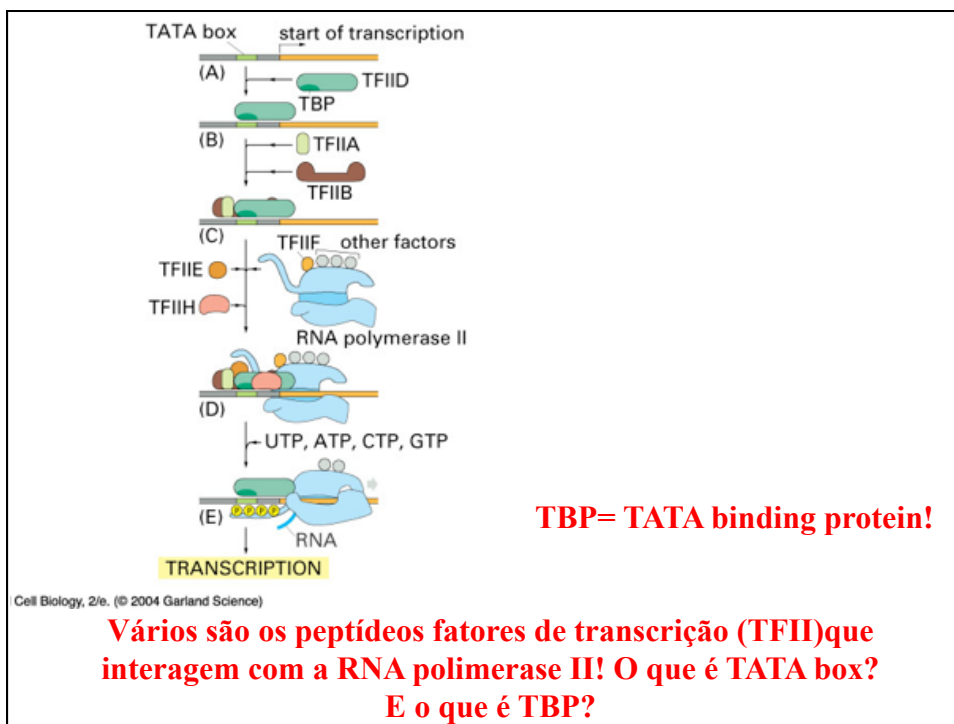 TATA box
start of transcription
(A)
TFIID
TBP
(B)
TFIIA
TFIIB
(C)
TFIIF other factors
TFIIE
TFIIH
RNA polymerase II
(D)
UTP, ATP, CTP, GTP
P P P P
(E)
RNA
TRANSCRIPTION
TBP= TATA binding protein!
Cell Biology, 2/e. (© 2004 Garland Science)
Vários são os peptídeos fatores de transcrição (TFII)que
interagem com a RNA polimerase II! O que é TATA box?
E o que é TBP?